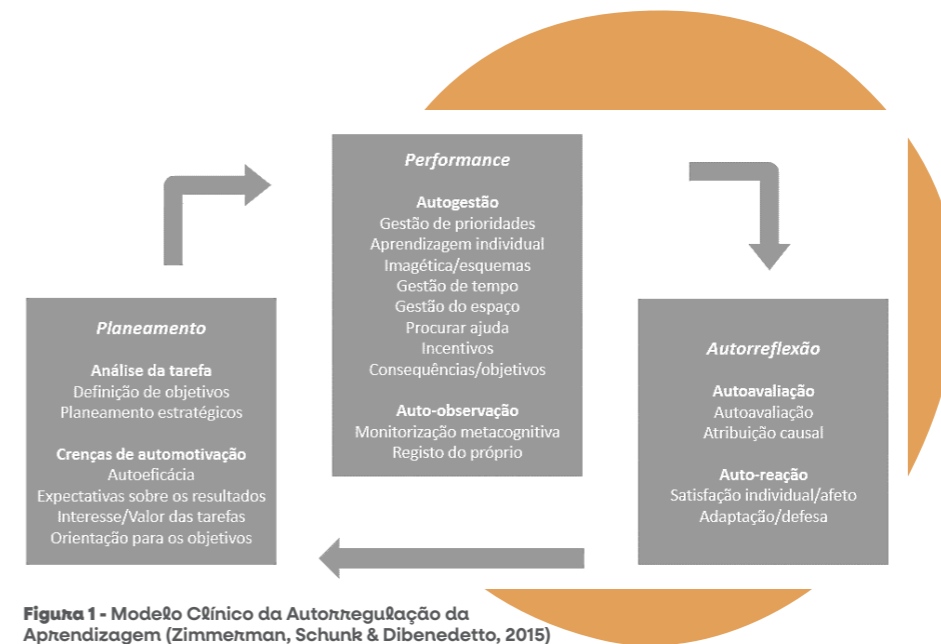 Planeamento
Análise da tarefa
Definição de objetivos
Planeamento estratégicos
Crenças de automotivação
Autoeficácia
Expectativas sobre os resultados
Interesse/Valor das tarefas
Orientação para os objetivos
Performance
Autogestão
Gestão de prioridades
Aprendizagem individual
Imagética/esquemas
Gestão de tempo
Gestão do espaço
Procurar ajuda
Incentivos
Consequências/objetivos
Auto-observação
Monitorização metacognitiva
Registo do próprio
Autorreflexão
Autoavaliação
Autoavaliação
Atribuição causal
Auto-reação
Satisfação individual/afeto
Adaptação/defesa
Figura 1 - Modelo Clínico da Autorregulação da
Aprendizagem (Zimmerman, Schunk & Dibenedetto, 2015)